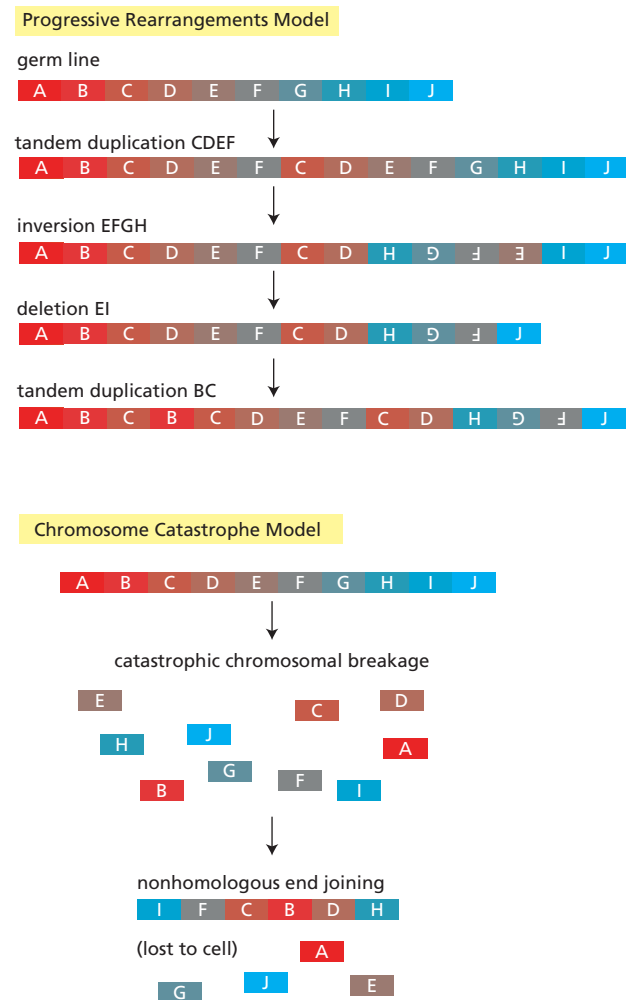 Progressive Rearrangements Model
germ line
A B C D E F G H I J
tandem duplication CDEF
A B C D E F C D E F G H I J
inversion EFGH
A B C D E F C D H G F E I J
deletion EI
A B C D E F C D H G F J
tandem duplication BC
A B C B C D E F C D H G F J
Chromosome Catastrophe Model
A B C D E F G H I J
catastrophic chromosomal breakage
E
D
C
J
H
A
G
F
B
I
nonhomologous end joining
I F C B D H
(lost to cell)
A
J
E
G